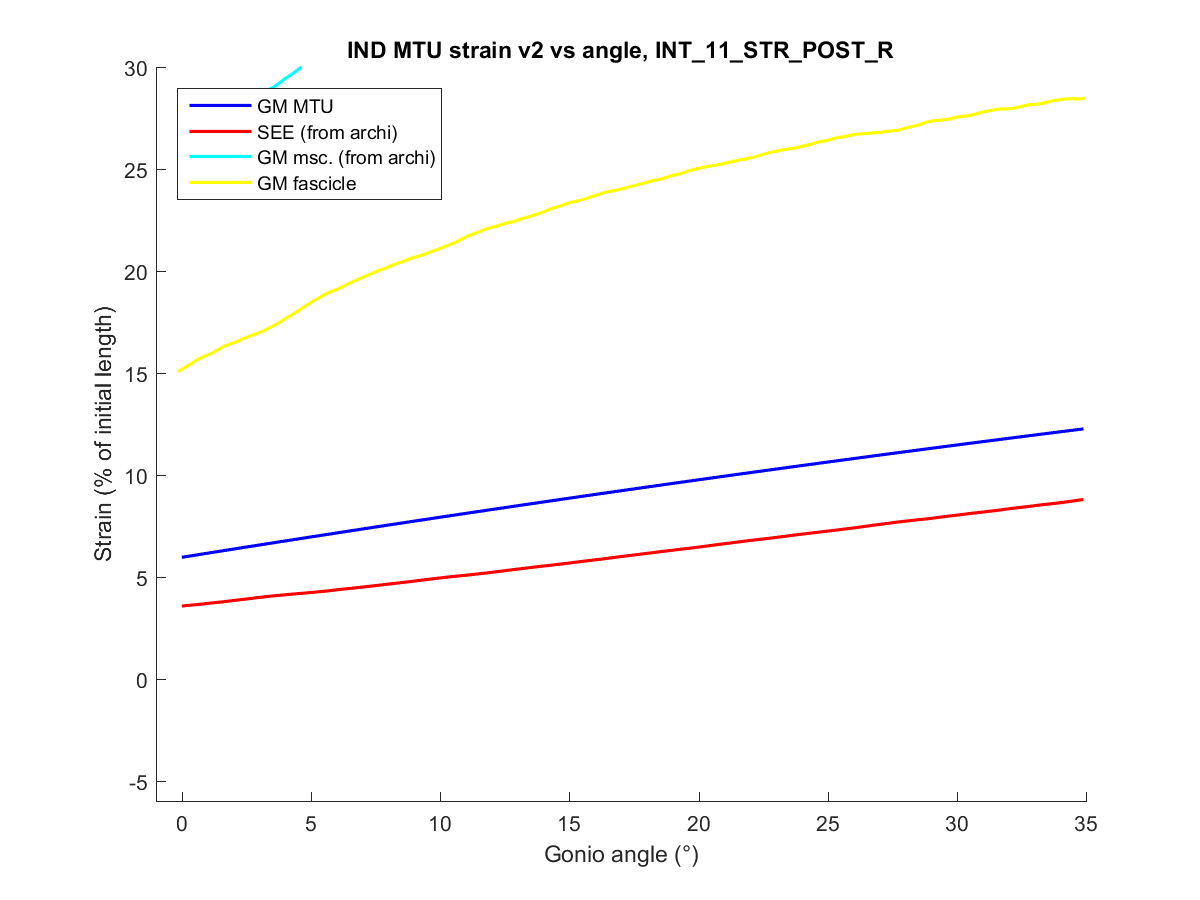 IND MTU strain v2 vs angle, INT_11_STR_POST_R
30
25
20
15
10
5
0
-5
Strain (% of initial length)
GM MTU
SEE (from archi)
GM msc. (from archi)
GM fascicle
0 5 10 15 20 25 30 35
Gonio angle (°)